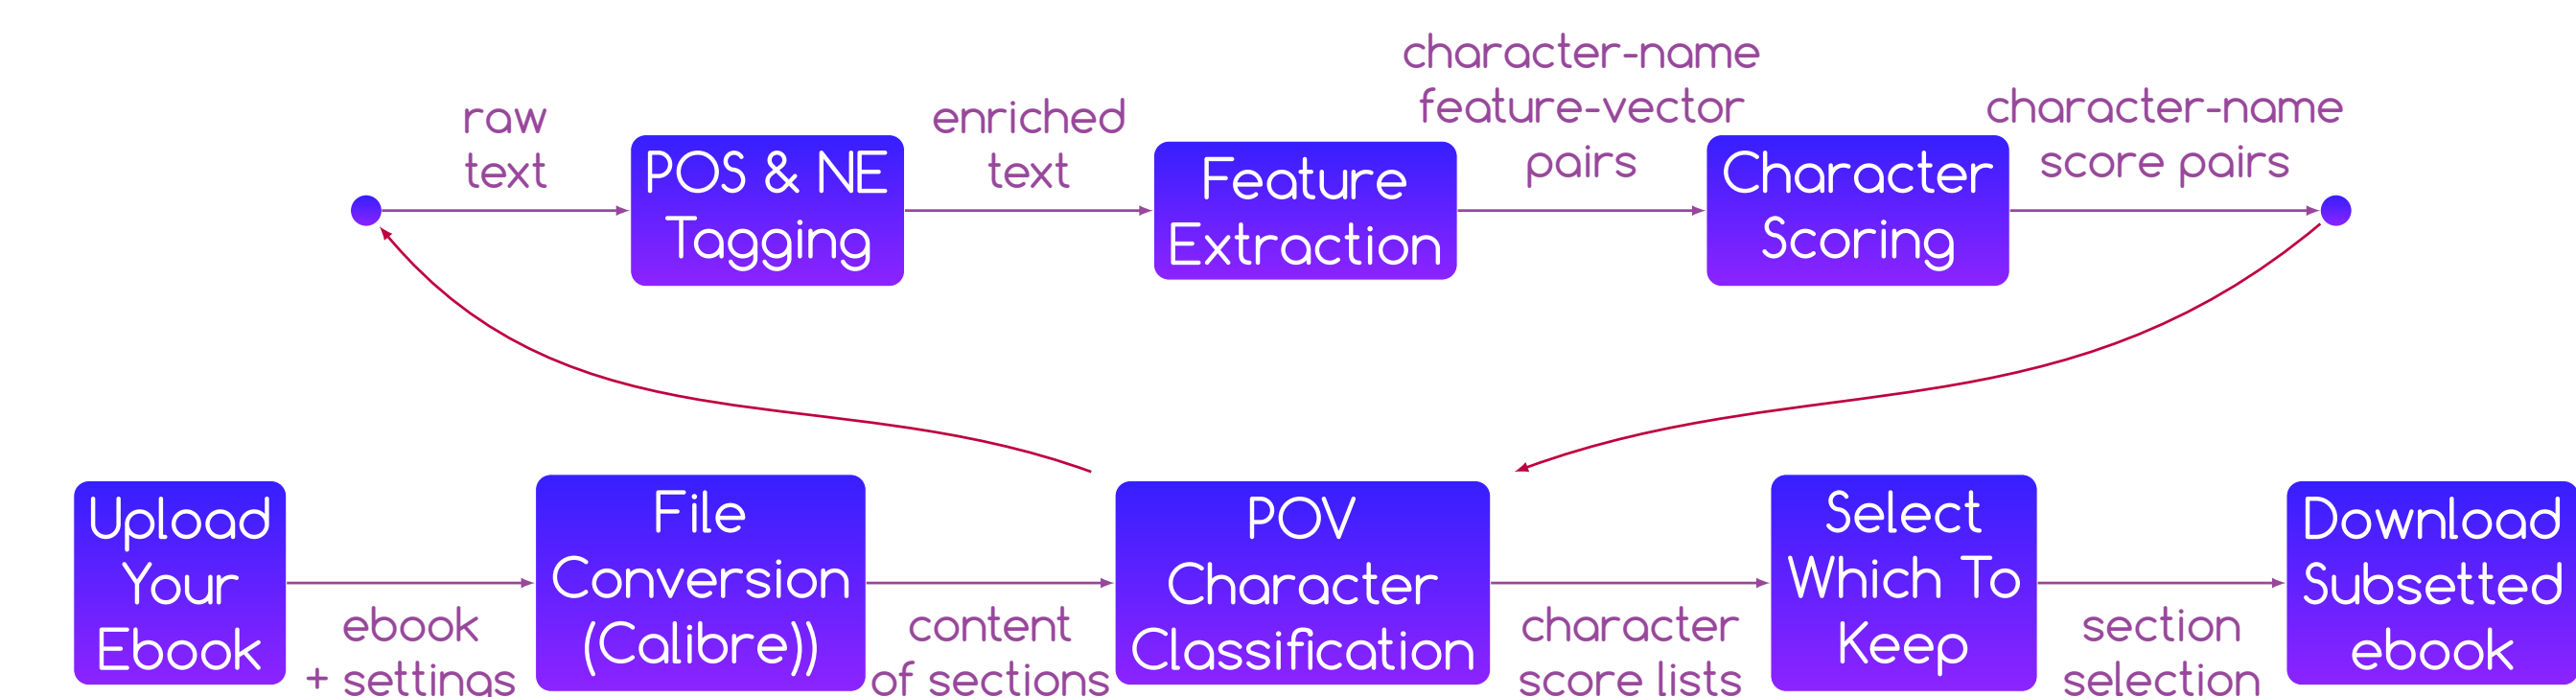 raw
text
POS & NE
Tagging
enriched
text
Feature
Extraction
character-name
feature-vector
pairs
Character
Scoring
character-name
score pairs
Upload
Your
Ebook
ebook
+ settings
File
Conversion
(Calibre))
content
of sections
POV
Character
Classification
character
score lists
Select
Which To
Keep
section
selection
Download
Subsetted
ebook